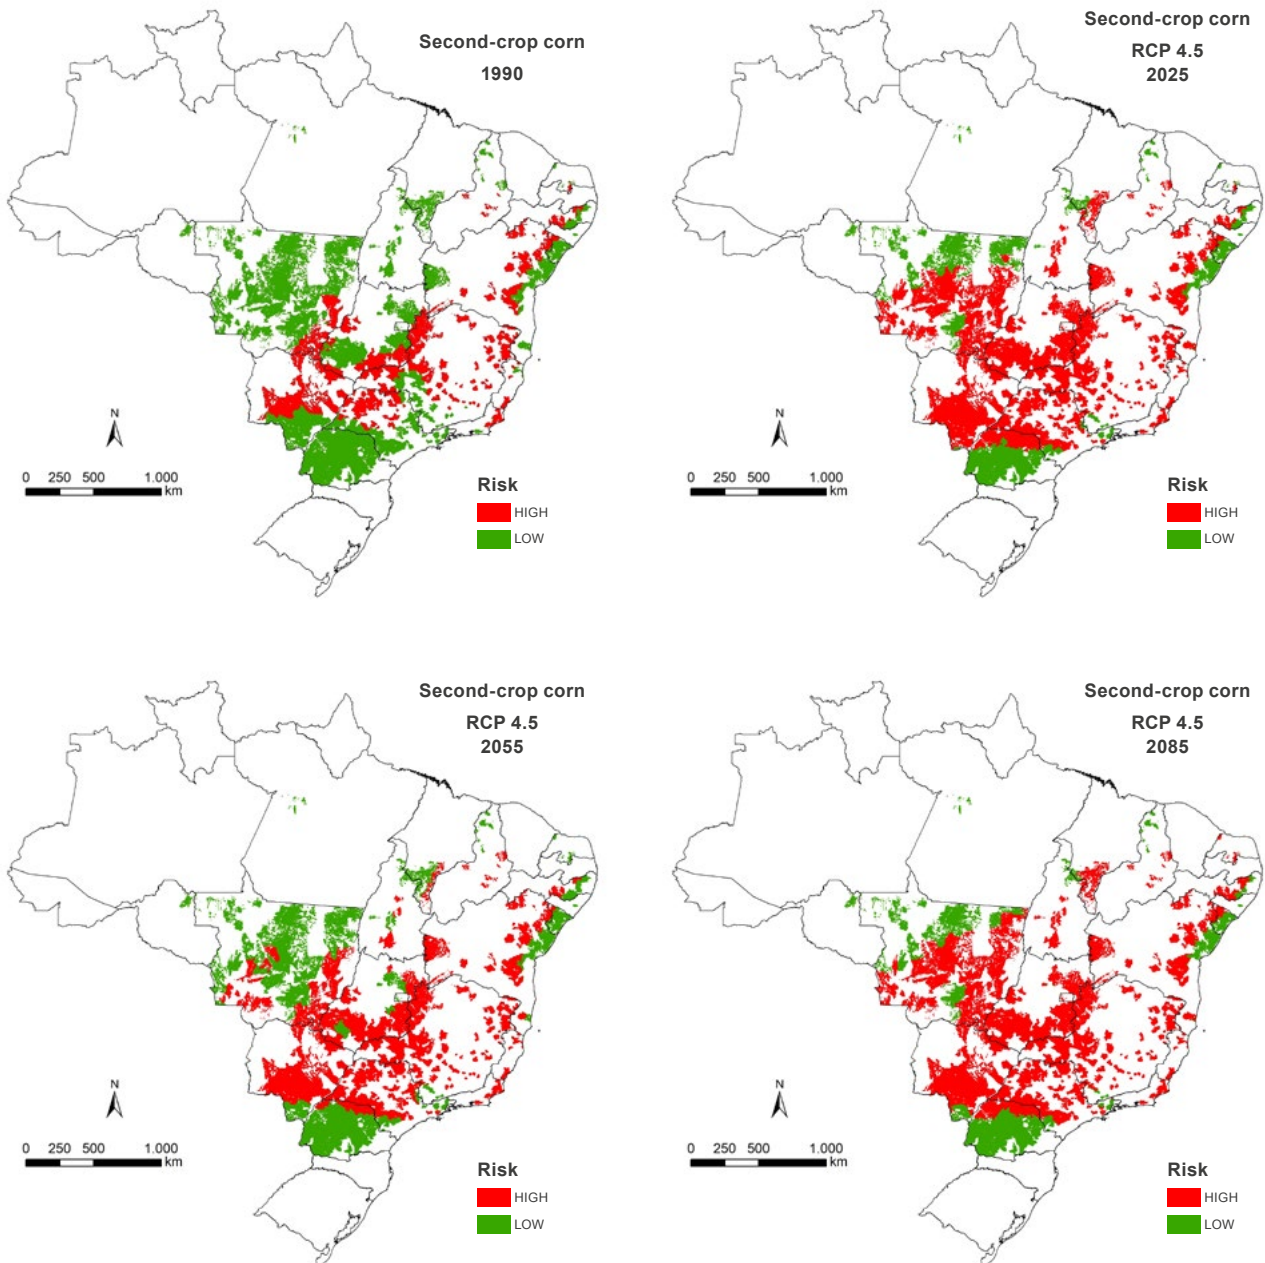 Second-crop corn
1990
N
0 250 500 1.000
km
Risk
HIGH
LOW
Second-crop corn
RCP 4.5
2025
N
0 250 500 1.000
km
Risk
HIGH
LOW
Second-crop corn
RCP 4.5
2055
N
0 250 500 1.000
km
Risk
HIGH
LOW
Second-crop corn
RCP 4.5
2085
N
0 250 500 1.000
km
Risk
HIGH
LOW